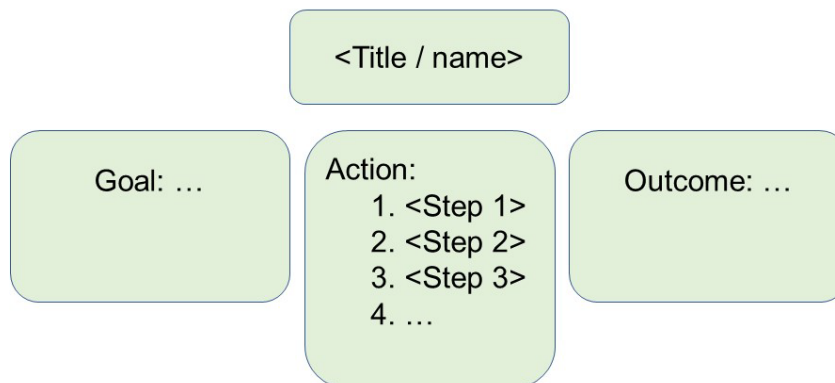 <Title / name>
Goal: …
Action:
1. <Step 1>
2. <Step 2>
3. <Step 3>
4. …
Outcome: …